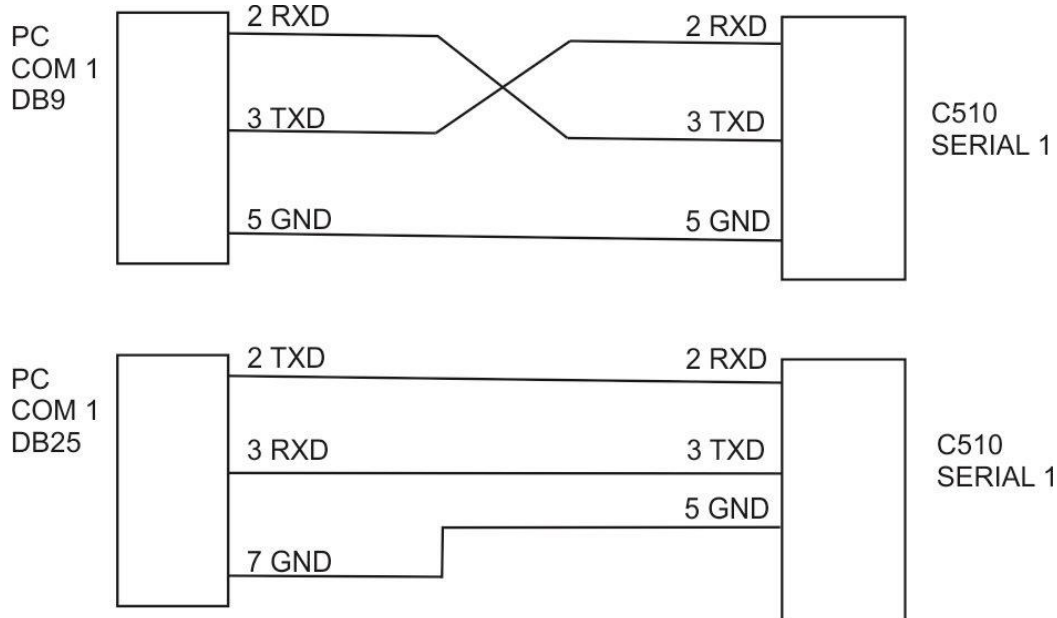 PC
COM 1
DB9
2 RXD
3 TXD
5 GND
2 RXD
3 TXD
5 GND
C510
SERIAL 1
PC
COM 1
DB25
2 TXD
3 RXD
7 GND
2 RXD
3 TXD
5 GND
C510
SERIAL 1